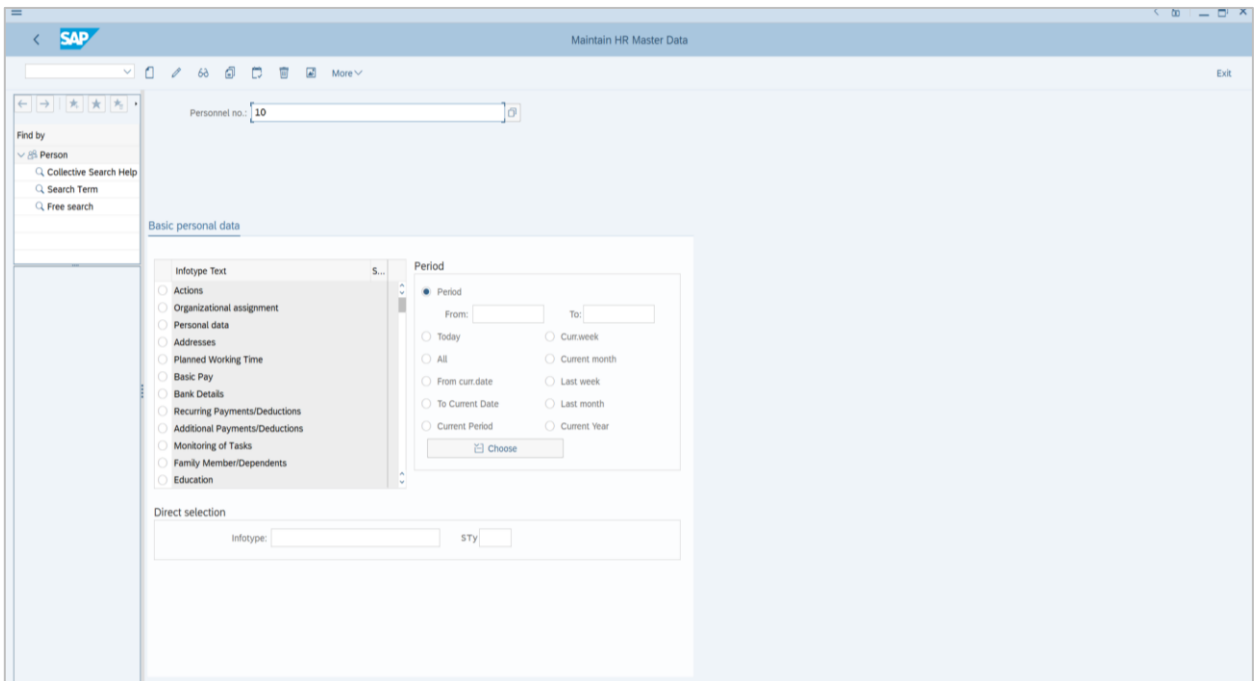 SAP
Maintain HR Master Data
More
Exit
Personnel no.: 10
Find by
Person
Collective Search Help
Search Term
Free search
Basic personal data
Infotype Text S...
Actions
Organizational assignment
Personal data
Addresses
Planned Working Time
Basic Pay
Bank Details
Recurring Payments/Deductions
Additional Payments/Deductions
Monitoring of Tasks
Family Member/Dependents
Education
Period
Period
From: To:
Today Curr.week
All Current month
From curr.date Last week
To Current Date Last month
Current Period Current Year
Choose
Direct selection
Infotype: STy